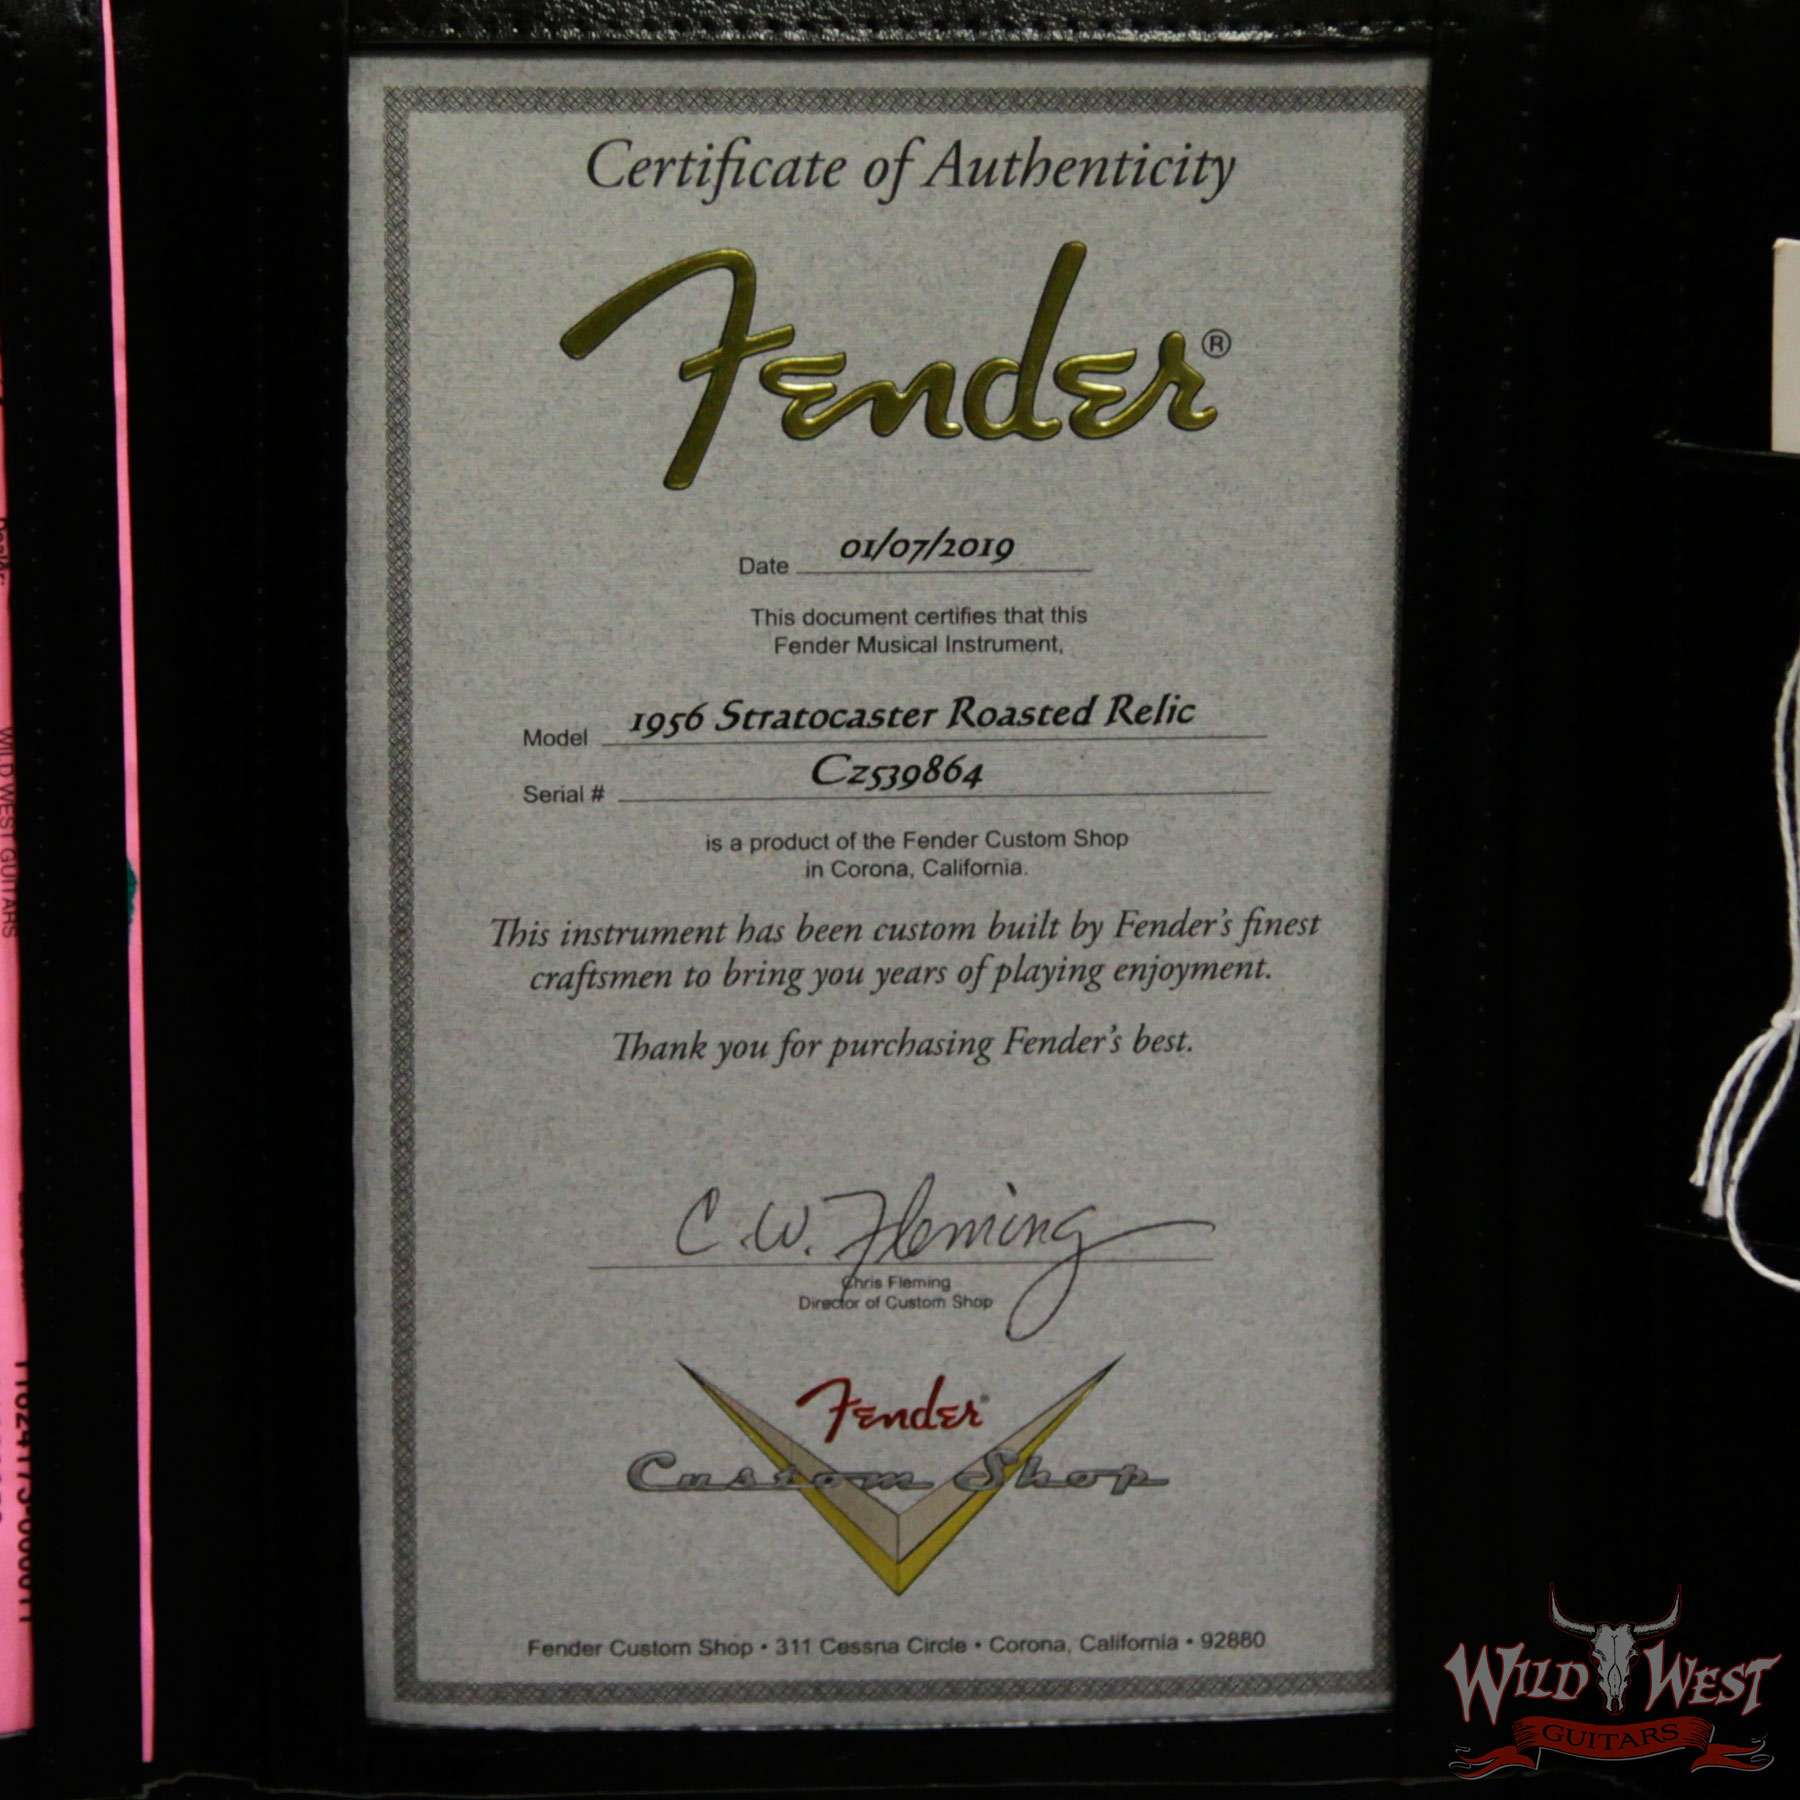 Certificate of Authenticity
Fender®
Date 01/07/2019
This document certifies that this
Fender Musical Instrument,
Model 1956 Stratocaster Roasted Relic
Serial # CZ539864
is a product of the Fender Custom Shop
in Corona, California.
This instrument has been custom built by Fender's finest
craftsmen to bring you years of playing enjoyment.
Thank you for purchasing Fender's best.
C.W. Fleming
Chris Fleming
Director of Custom Shop
Fender®
Custom Shop
Fender Custom Shop • 311 Cessna Circle • Corona, California • 92880
WILD WEST GUITARS
WILD WEST
GUITARS